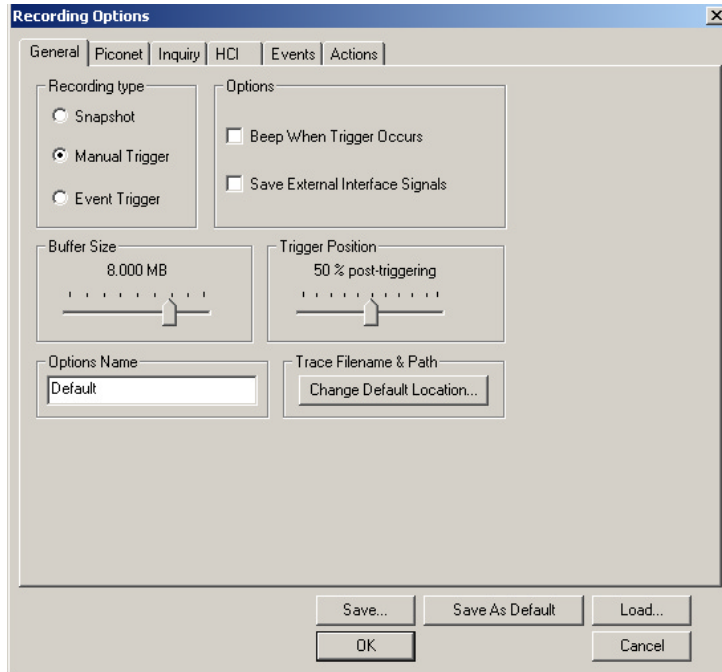 Recording Options
General Piconet Inquiry HCI Events Actions
Recording type
Snapshot
Manual Trigger
Event Trigger
Options
Beep When Trigger Occurs
Save External Interface Signals
Buffer Size
8.000 MB
Trigger Position
50 % post-triggering
Options Name
Default
Trace Filename & Path
Change Default Location...
Save... Save As Default Load...
OK Cancel